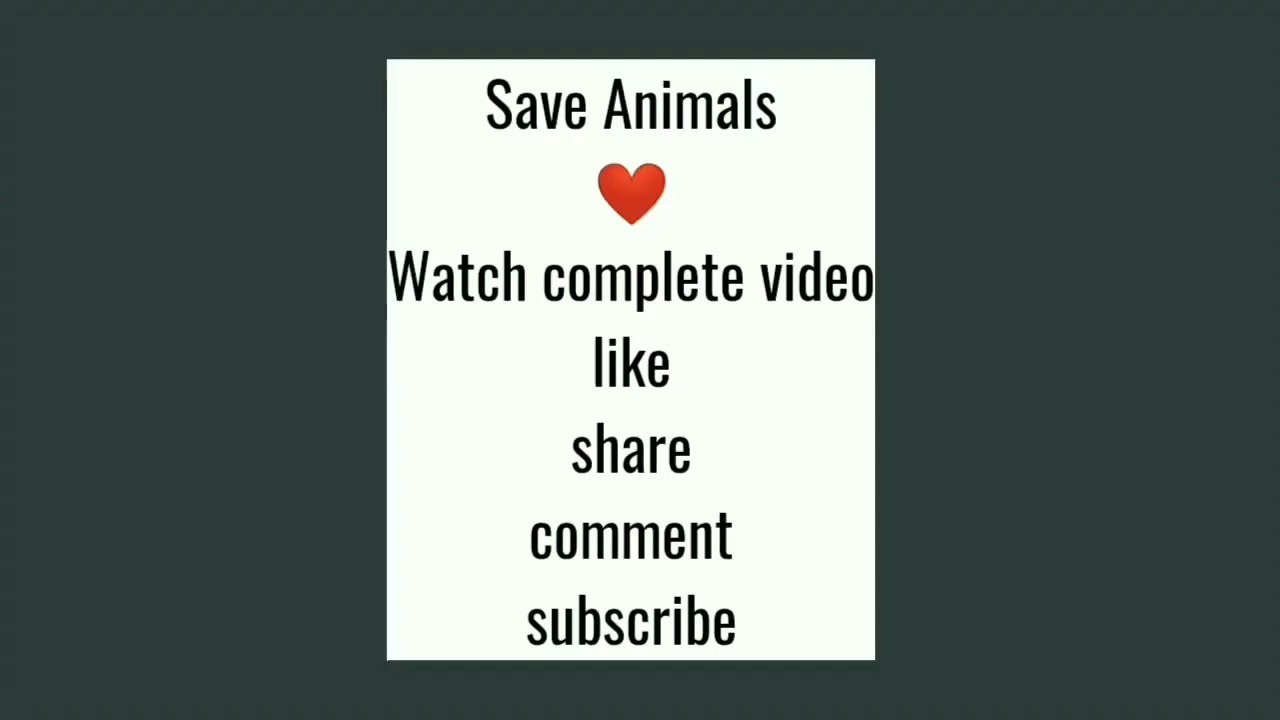 Save Animals
❤️
Watch complete video
like
share
comment
subscribe